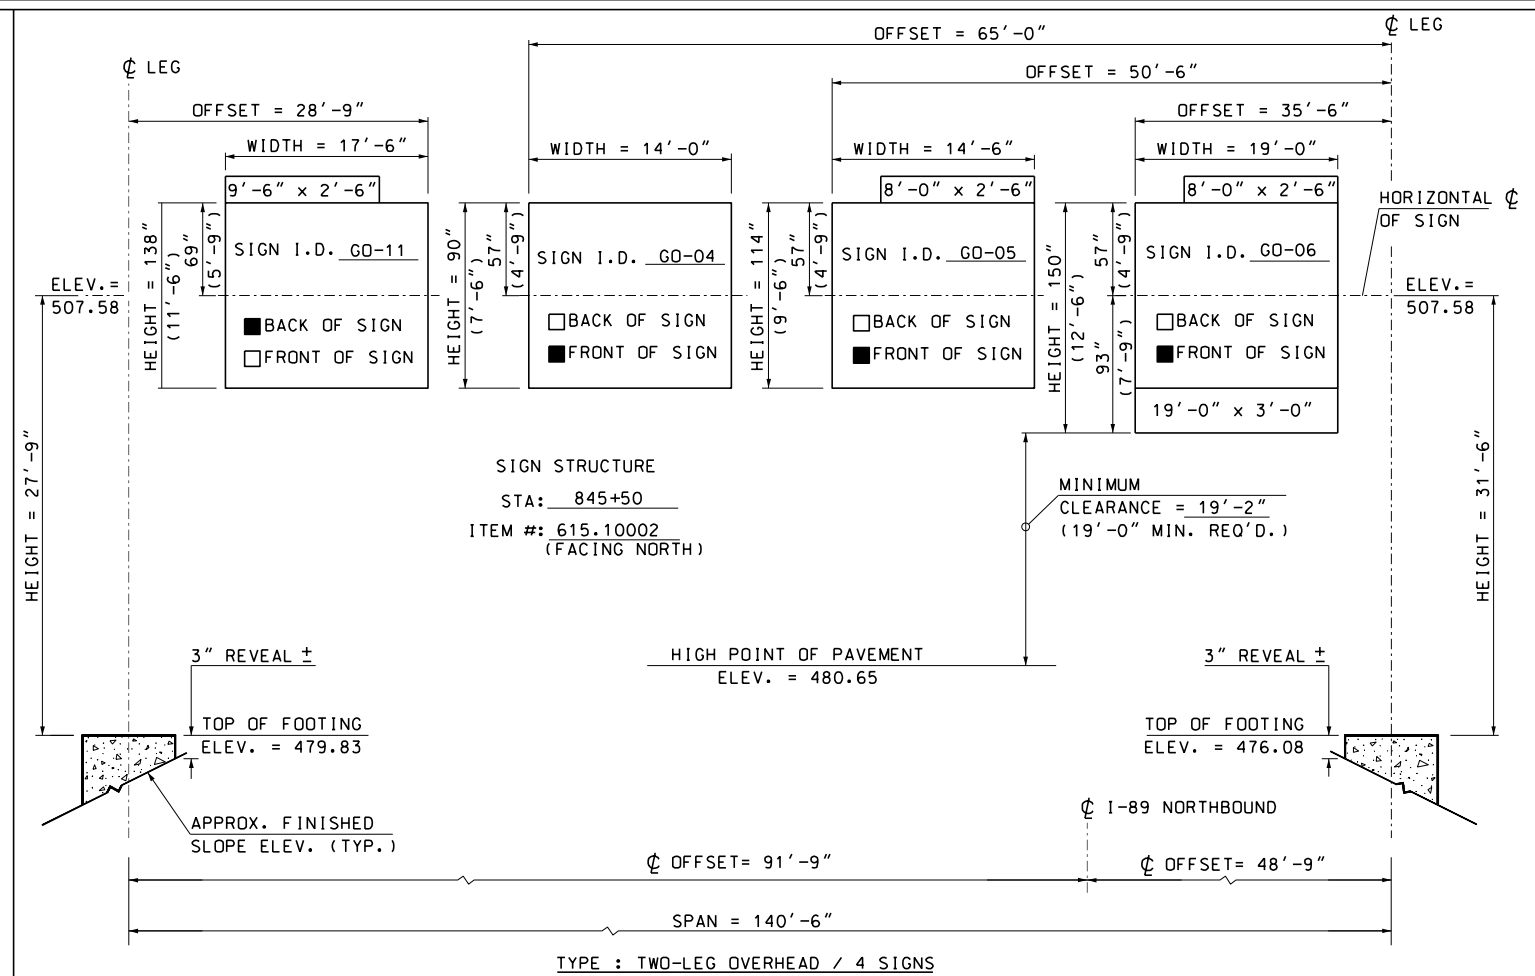 ℄ LEG
OFFSET = 65'-0"
℄ LEG
OFFSET = 50'-6"
OFFSET = 28'-9"
OFFSET = 35'-6"
WIDTH = 17'-6"
WIDTH = 14'-0"
WIDTH = 14'-6"
WIDTH = 19'-0"
9'-6" x 2'-6"
8'-0" x 2'-6"
8'-0" x 2'-6"
HORIZONTAL ℄
OF SIGN
HEIGHT = 138"
(11'-6")
69"
(5'-9")
SIGN I.D. GO-11
■ BACK OF SIGN
□ FRONT OF SIGN
HEIGHT = 90"
(7'-6")
57"
(4'-9")
SIGN I.D. GO-04
□ BACK OF SIGN
■ FRONT OF SIGN
HEIGHT = 114"
(9'-6")
57"
(4'-9")
SIGN I.D. GO-05
□ BACK OF SIGN
■ FRONT OF SIGN
HEIGHT = 150"
(12'-6")
57"
(4'-9")
93"
(7'-9")
SIGN I.D. GO-06
□ BACK OF SIGN
■ FRONT OF SIGN
19'-0" x 3'-0"
ELEV.=
507.58
ELEV.=
507.58
HEIGHT = 27'-9"
HEIGHT = 31'-6"
SIGN STRUCTURE
STA: 845+50
ITEM #: 615.10002
(FACING NORTH)
MINIMUM
CLEARANCE = 19'-2"
(19'-0" MIN. REQ'D.)
3" REVEAL ±
HIGH POINT OF PAVEMENT
ELEV. = 480.65
3" REVEAL ±
TOP OF FOOTING
ELEV. = 479.83
TOP OF FOOTING
ELEV. = 476.08
APPROX. FINISHED
SLOPE ELEV. (TYP.)
℄ I-89 NORTHBOUND
℄ OFFSET= 91'-9"
℄ OFFSET= 48'-9"
SPAN = 140'-6"
TYPE : TWO-LEG OVERHEAD / 4 SIGNS